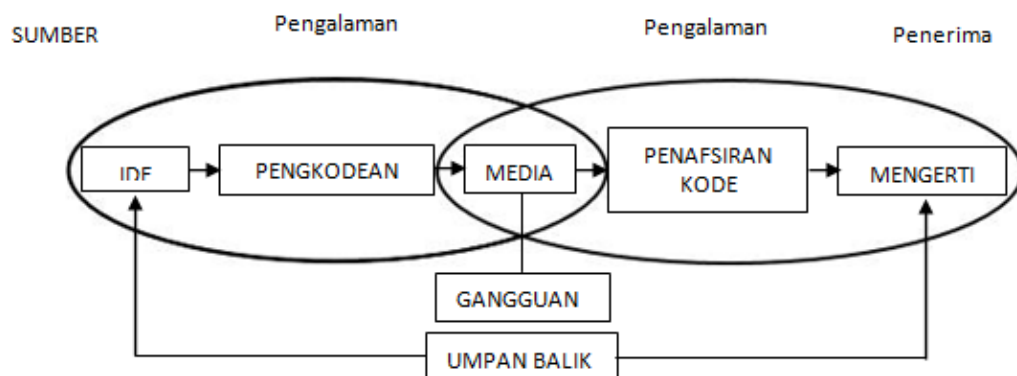 SUMBER
Pengalaman
Pengalaman
Penerima
IDE
PENGKODEAN
MEDIA
PENAFSIRAN
KODE
MENGERTI
GANGGUAN
UMPAN BALIK